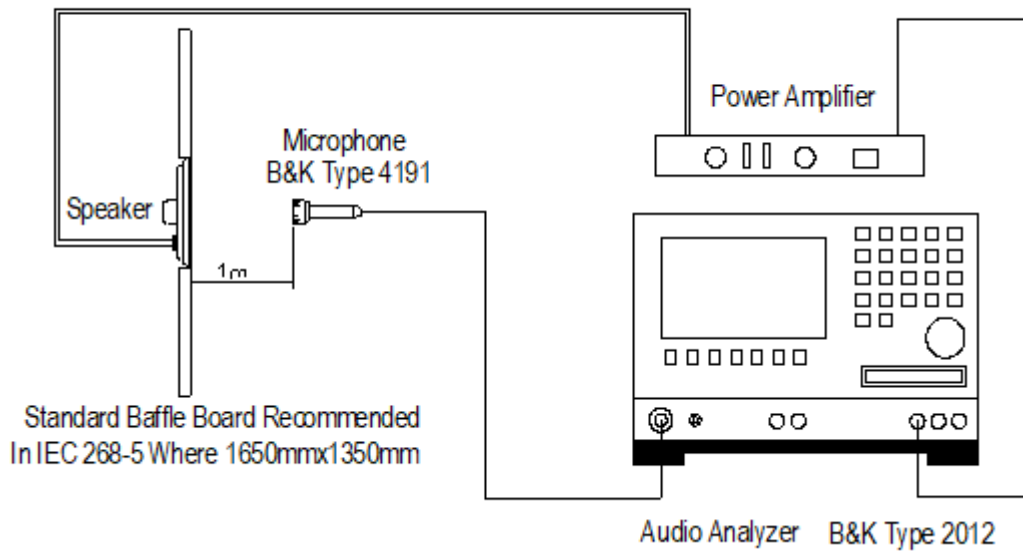 Power Amplifier
Microphone
B&K Type 4191
Speaker
1m
Standard Baffle Board Recommended
In IEC 268-5 Where 1650mmx1350mm
Audio Analyzer B&K Type 2012